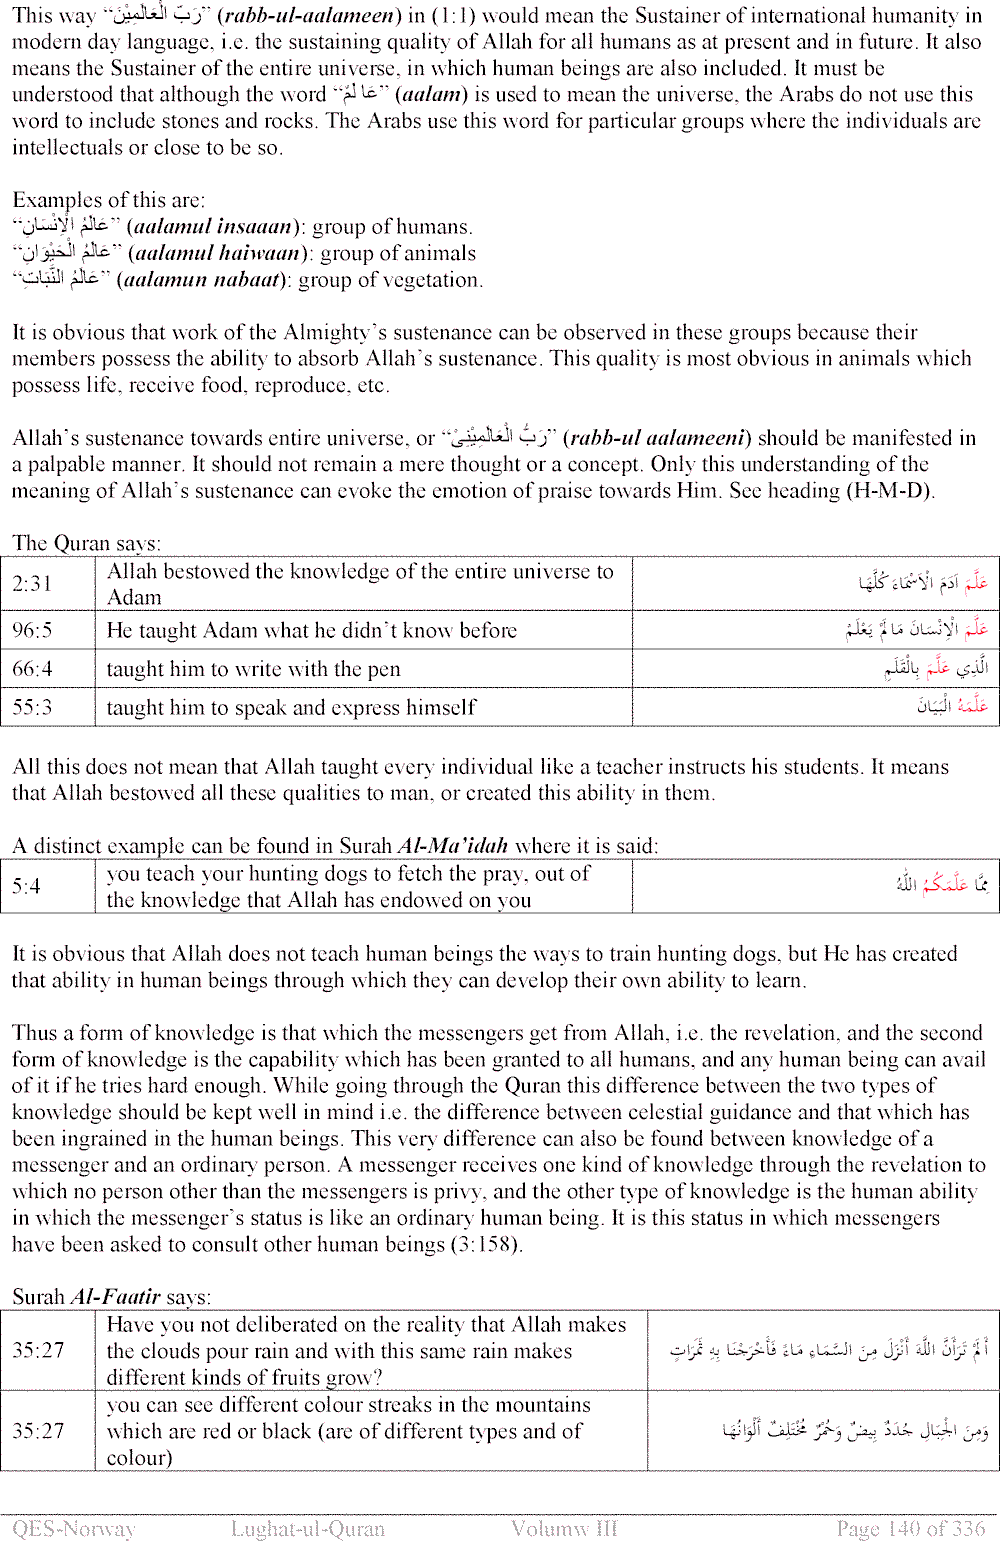 This way “رَبّ الْعَالَمِيْنَ” (rabb-ul-aalameen) in (1:1) would mean the Sustainer of international humanity in
modern day language, i.e. the sustaining quality of Allah for all humans as at present and in future. It also
means the Sustainer of the entire universe, in which human beings are also included. It must be
understood that although the word “عَا لَمٌ” (aalam) is used to mean the universe, the Arabs do not use this
word to include stones and rocks. The Arabs use this word for particular groups where the individuals are
intellectuals or close to be so.
Examples of this are:
“عَالَمُ الْاِنْسَانِ” (aalamul insaaan): group of humans.
“عَالَمُ الْحَيْوَانِ” (aalamul haiwaan): group of animals
“عَالَمُ النَّبَاتِ” (aalamun nabaat): group of vegetation.
It is obvious that work of the Almighty’s sustenance can be observed in these groups because their
members possess the ability to absorb Allah’s sustenance. This quality is most obvious in animals which
possess life, receive food, reproduce, etc.
Allah’s sustenance towards entire universe, or “رَبُّ الْعَالَمِيْنِىْ” (rabb-ul aalameeni) should be manifested in
a palpable manner. It should not remain a mere thought or a concept. Only this understanding of the
meaning of Allah’s sustenance can evoke the emotion of praise towards Him. See heading (H-M-D).
The Quran says:
2:31 Allah bestowed the knowledge of the entire universe to
Adam عَلَّمَ اٰدَمَ الْاَسْمَاءَ كُلَّهَا
96:5 He taught Adam what he didn’t know before عَلَّمَ الْاِنْسَانَ مَا لَمْ يَعْلَمْ
66:4 taught him to write with the pen الَّذِي عَلَّمَ بِالْقَلَمِ
55:3 taught him to speak and express himself عَلَّمَهُ الْبَيَانَ
All this does not mean that Allah taught every individual like a teacher instructs his students. It means
that Allah bestowed all these qualities to man, or created this ability in them.
A distinct example can be found in Surah Al-Ma’idah where it is said:
5:4 you teach your hunting dogs to fetch the pray, out of
the knowledge that Allah has endowed on you مِمَّا عَلَّمَكُمُ اللّٰهُ
It is obvious that Allah does not teach human beings the ways to train hunting dogs, but He has created
that ability in human beings through which they can develop their own ability to learn.
Thus a form of knowledge is that which the messengers get from Allah, i.e. the revelation, and the second
form of knowledge is the capability which has been granted to all humans, and any human being can avail
of it if he tries hard enough. While going through the Quran this difference between the two types of
knowledge should be kept well in mind i.e. the difference between celestial guidance and that which has
been ingrained in the human beings. This very difference can also be found between knowledge of a
messenger and an ordinary person. A messenger receives one kind of knowledge through the revelation to
which no person other than the messengers is privy, and the other type of knowledge is the human ability
in which the messenger’s status is like an ordinary human being. It is this status in which messengers
have been asked to consult other human beings (3:158).
Surah Al-Faatir says:
35:27 Have you not deliberated on the reality that Allah makes
the clouds pour rain and with this same rain makes
different kinds of fruits grow? أَ لَمْ تَرَأَنَّ اللَّهَ أَنْزَلَ مِنَ السَّمَاءِ مَاءً فَأَخْرَجْنَا بِهِ ثَمَرَاتٍ
35:27 you can see different colour streaks in the mountains
which are red or black (are of different types and of
colour) وَمِنَ الْجِبَالِ جُدَدٌ بِيضٌ وَحُمْرٌ مُخْتَلِفٌ أَلْوَانُهَا
QES-Norway Lughat-ul-Quran Volumw III Page 140 of 336